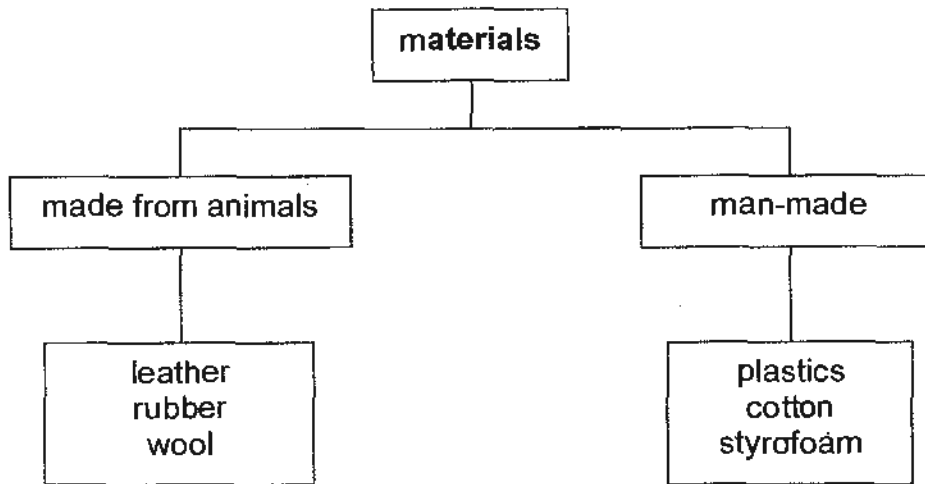 materials
made from animals
man-made
leather
rubber
wool
plastics
cotton
styrofoam